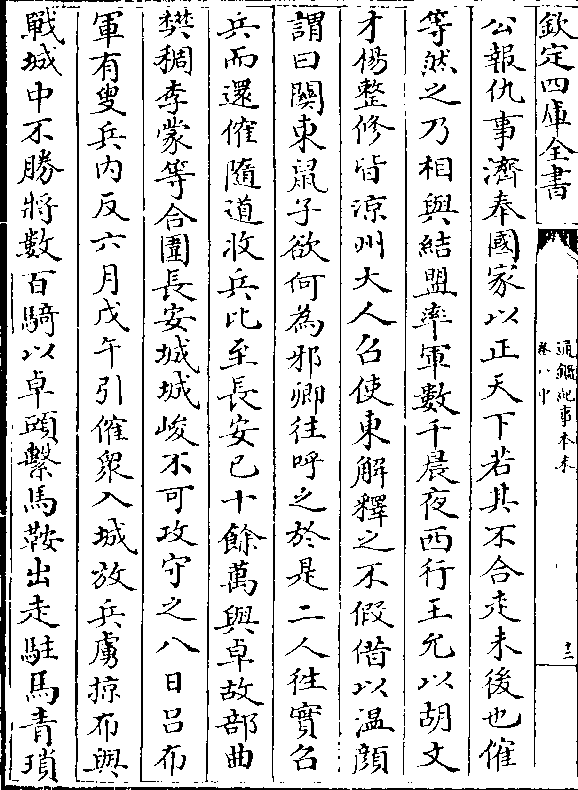 欽定四庫全書
通鑑紀事本末
卷八中
十二
公報仇事濟奉國家以正天下若其不合走未後也傕
等然之乃相與結盟率軍數千晨夜西行王允以胡文
才楊整修皆涼州大人召使東解釋之不假借以温顔
謂曰關東鼠子欲何為邪卿往呼之於是二人徃實召
兵而還傕隨道收兵比至長安已十餘萬與卓故部曲
樊稠李蒙等合圍長安城城峻不可攻守之八日吕布
軍有叟兵内反六月戊午引傕衆入城放兵虜掠布與
戰城中不勝將數百騎以卓頭繫馬鞍出走駐馬青瑣